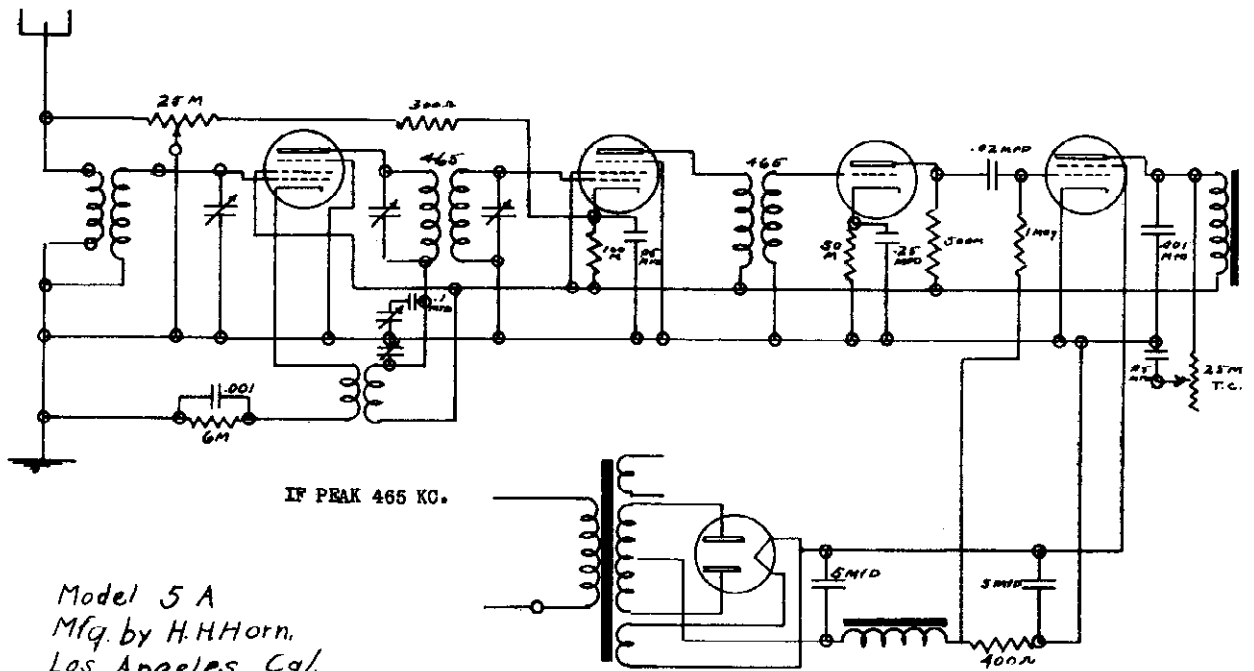 25 M
300Ω
465
465
.02 MFD
100 M
.05 MFD
50 M
.25 MFD
500M
1 Meg
.001 MFD
.1 MFD
.001
6M
25M
T.C.
IF PEAK 465 KC.
5 MFD
5 MFD
400Ω
Model 5 A
Mfg. by H.H Horn,
Los Angeles, Cal.